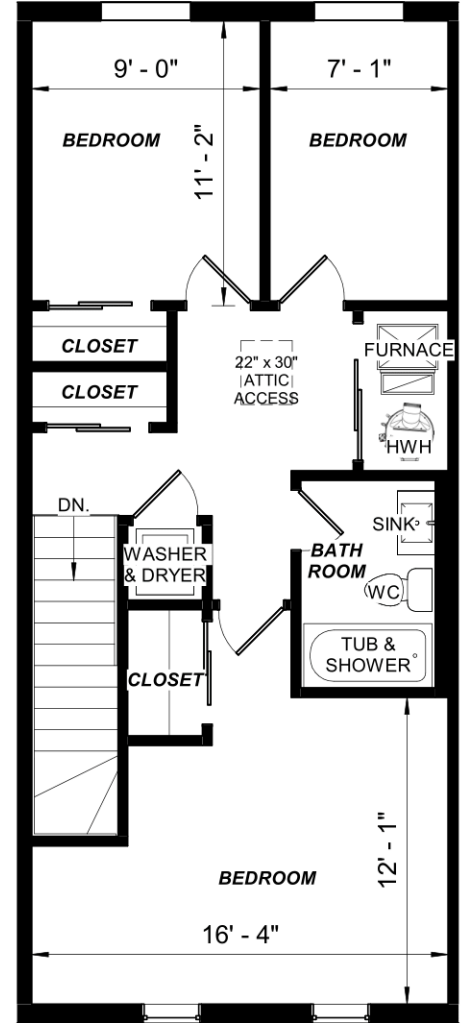 9' - 0"
7' - 1"
BEDROOM
BEDROOM
11' - 2"
CLOSET
FURNACE
22" x 30"
ATTIC
ACCESS
CLOSET
HWH
DN.
SINK
WASHER
& DRYER
BATH
ROOM
WC
TUB &
SHOWER
CLOSET
12' - 1"
BEDROOM
16' - 4"